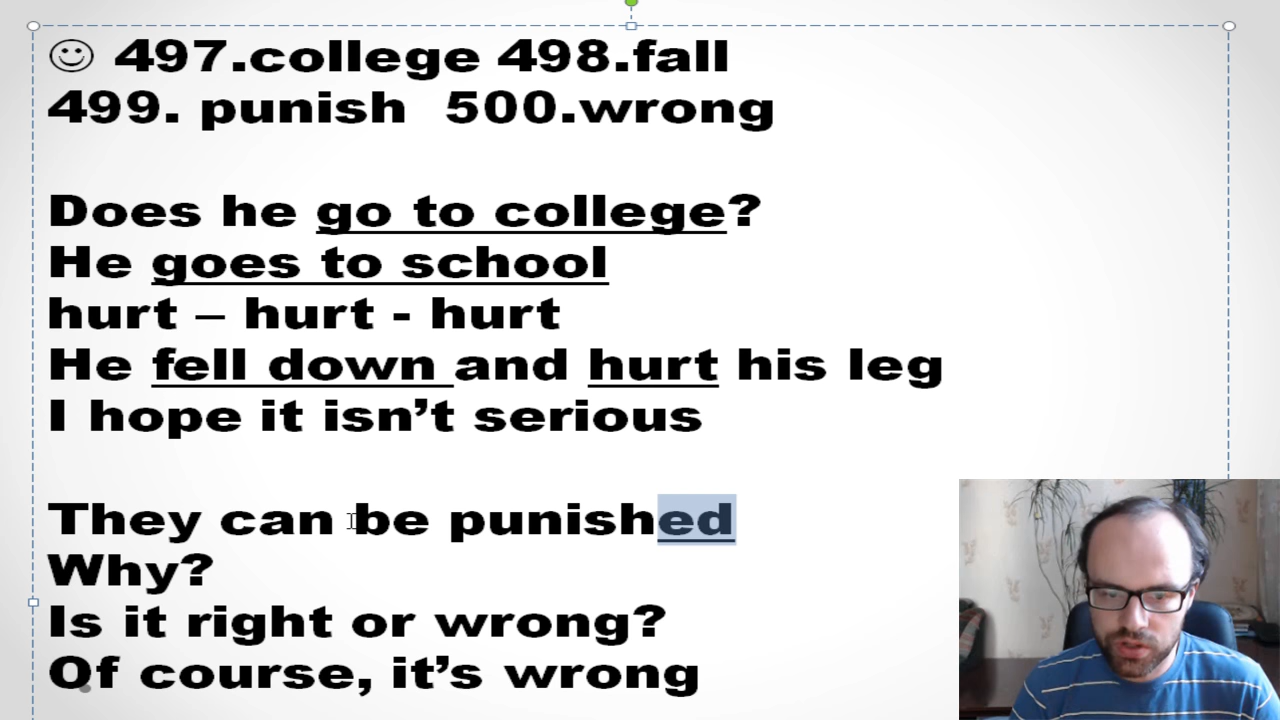 ☺ 497.college 498.fall
499. punish 500.wrong
Does he go to college?
He goes to school
hurt – hurt - hurt
He fell down and hurt his leg
I hope it isn’t serious
They can be punished
Why?
Is it right or wrong?
Of course, it’s wrong